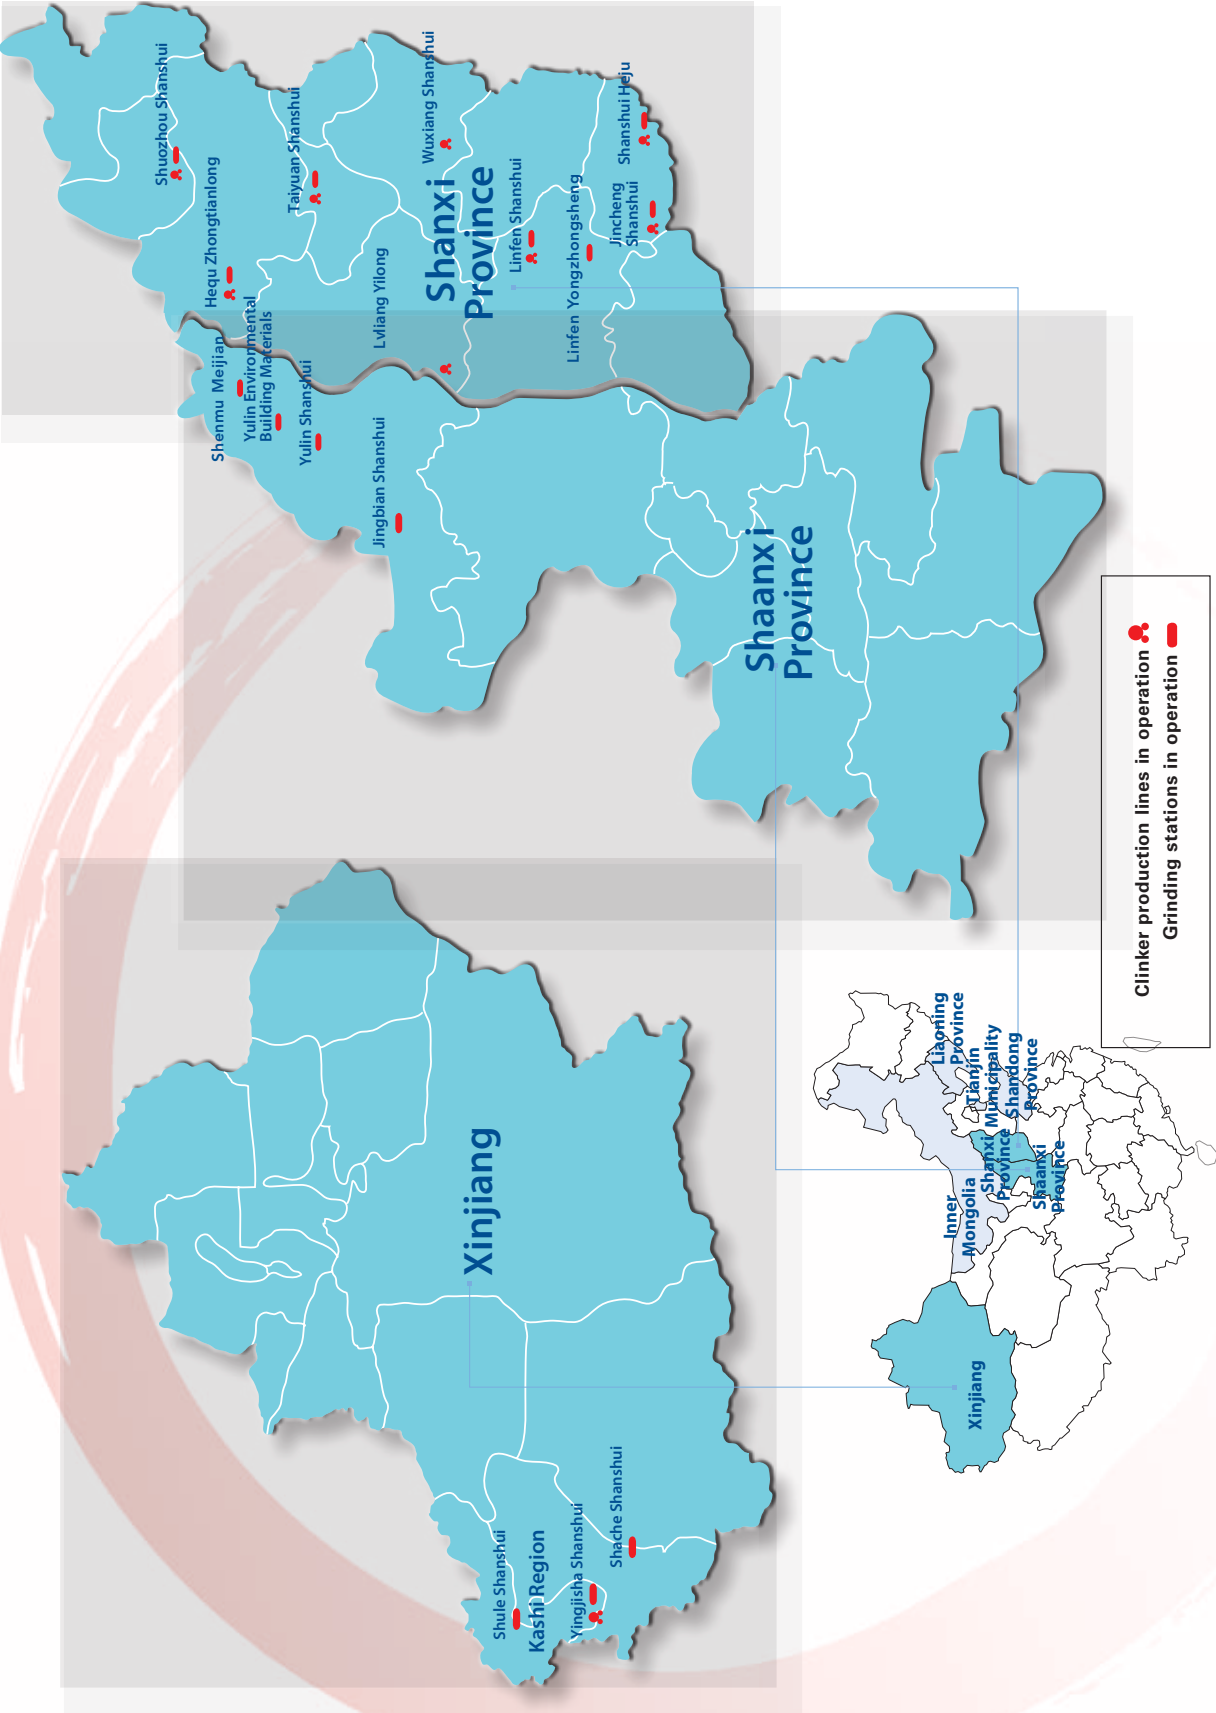 Shuozhou Shanshui
Hequ Zhongtianlong
Taiyuan Shanshui
Lvliang Yilong
Wuxiang Shanshui
Shanxi
Province
Linfen Shanshui
Linfen Yongzhongsheng
Jincheng
Shanshui
Shanshui Heju
Shenmu Meijian
Yulin Environmental
Building Materials
Yulin Shanshui
Jingbian Shanshui
Shaanxi
Province
Xinjiang
Shule Shanshui
Kashi Region
Yingjisha Shanshui
Shache Shanshui
Liaoning
Province
Tianjin
Municipality
Shandong
Province
Shanxi
Province
Shaanxi
Province
Inner
Mongolia
Xinjiang
Clinker production lines in operation
Grinding stations in operation